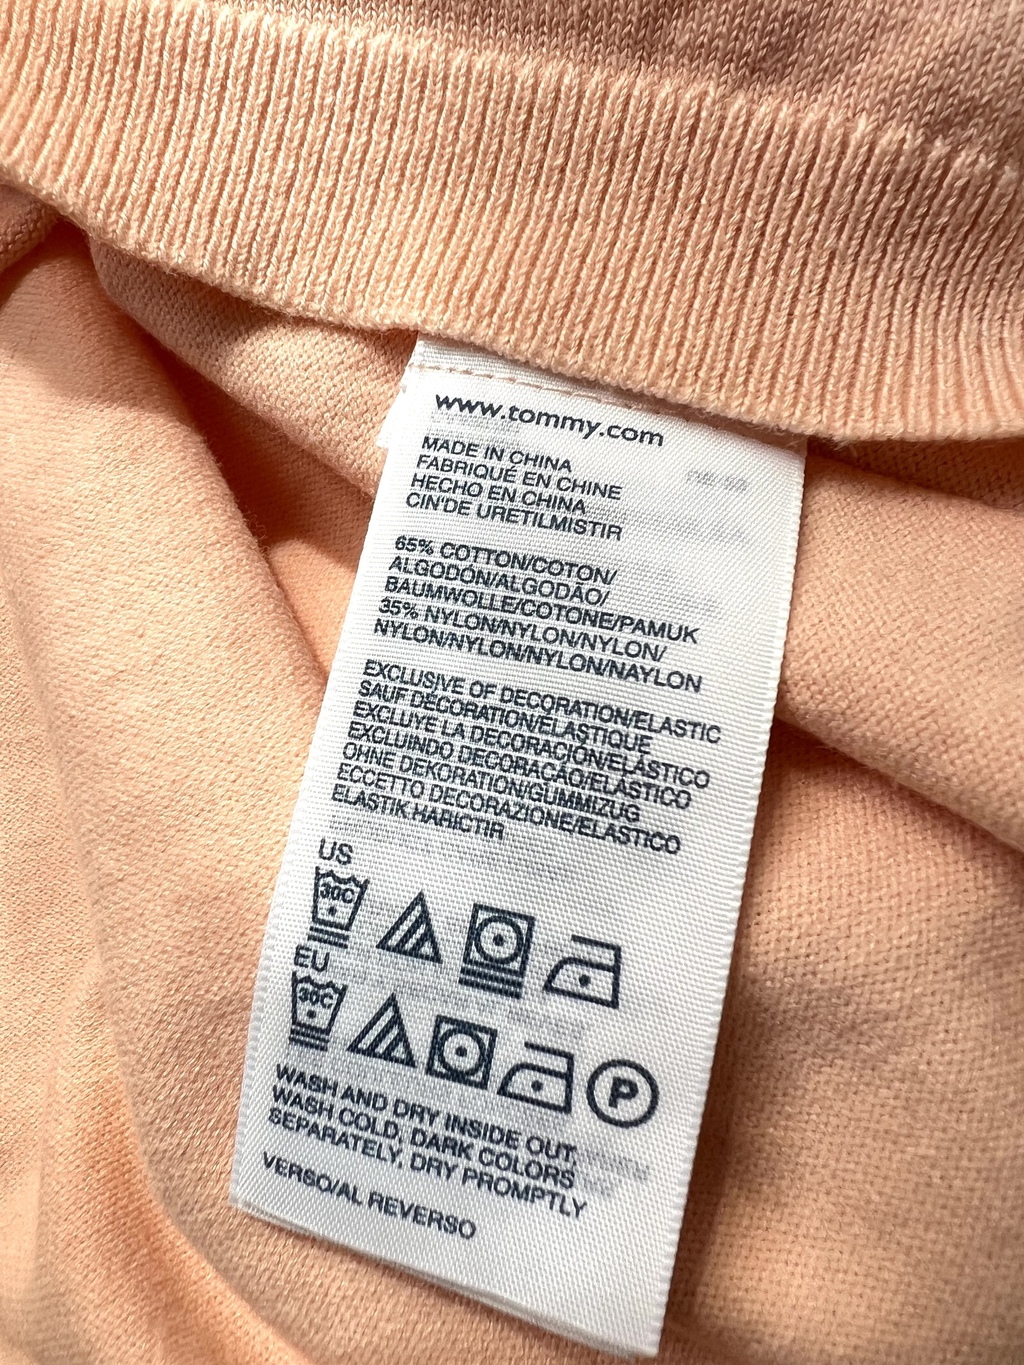 www.tommy.com
MADE IN CHINA
FABRIQUÉ EN CHINE
HECHO EN CHINA
CIN'DE URETILMISTIR
65% COTTON/COTON/
ALGODÓN/ALGODÃO/
BAUMWOLLE/COTONE/PAMUK
35% NYLON/NYLON/NYLON/
NYLON/NYLON/NYLON/NAYLON
EXCLUSIVE OF DECORATION/ELASTIC
SAUF DÉCORATION/ÉLASTIQUE
EXCLUYE LA DECORACIÓN/ELÁSTICO
EXCLUINDO DECORAÇÃO/ELÁSTICO
OHNE DEKORATION/GUMMIZUG
ECCETTO DECORAZIONE/ELASTICO
ELASTIK HARICTIR
US
30C
EU
30C
P
WASH AND DRY INSIDE OUT,
WASH COLD, DARK COLORS
SEPARATELY, DRY PROMPTLY
VERSO/AL REVERSO